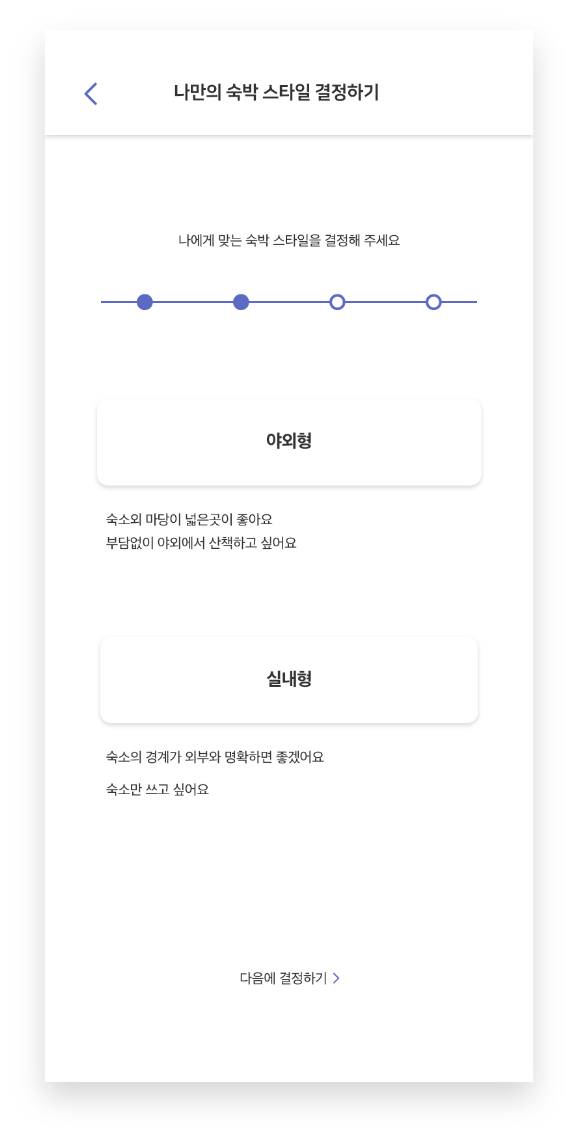 나만의 숙박 스타일 결정하기
나에게 맞는 숙박 스타일을 결정해 주세요
야외형
숙소외 마당이 넓은곳이 좋아요
부담없이 야외에서 산책하고 싶어요
실내형
숙소의 경계가 외부와 명확하면 좋겠어요
숙소만 쓰고 싶어요
다음에 결정하기